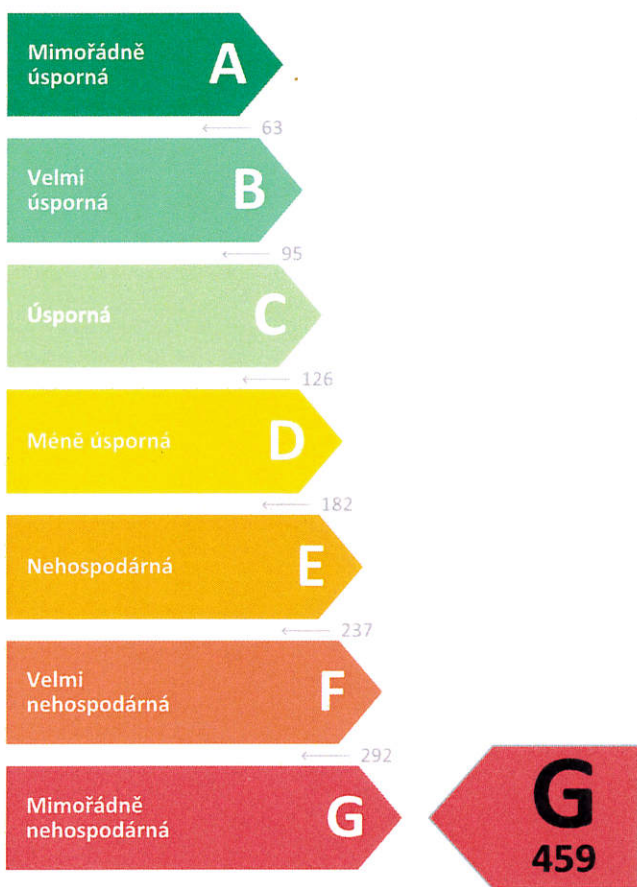 Mimořádně
úsporná
A
← 63
Velmi
úsporná
B
← 95
Úsporná
C
← 126
Méně úsporná
D
← 182
Nehospodárná
E
← 237
Velmi
nehospodárná
F
← 292
Mimořádně
nehospodárná
G
G
459